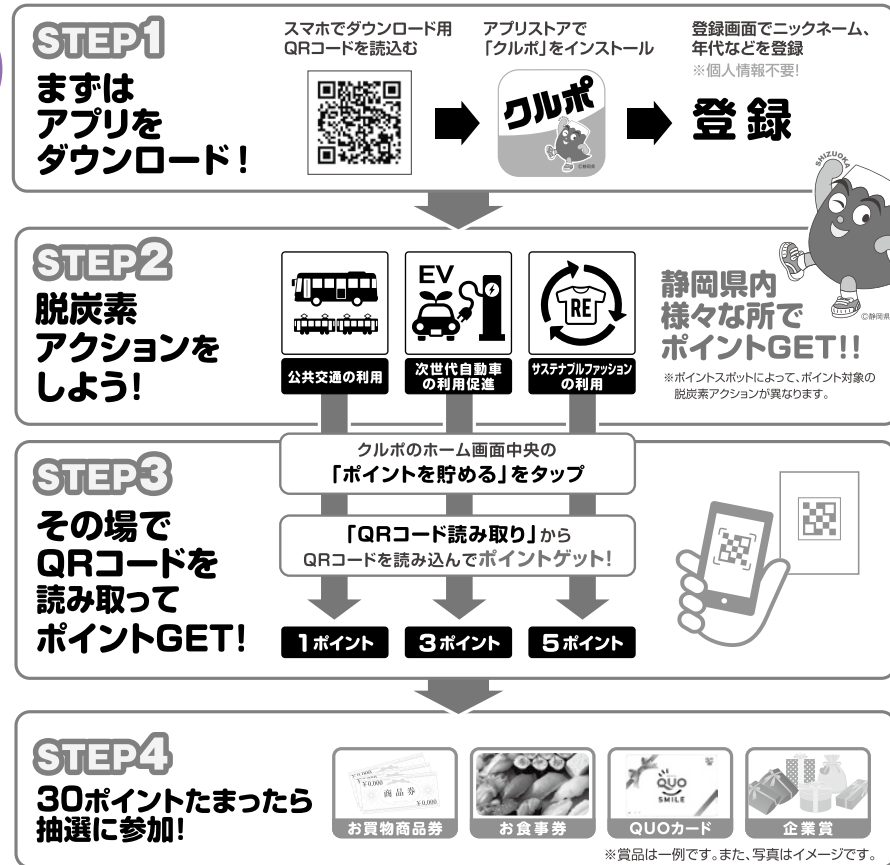 STEP1
まずは
アプリを
ダウンロード!
スマホでダウンロード用
QRコードを読込む
アプリストアで
「クルポ」をインストール
クルポ
©静岡県
登録画面でニックネーム、
年代などを登録
※個人情報不要!
登録
SHIZUOKA
STEP2
脱炭素
アクションを
しよう!
公共交通の利用
EV
次世代自動車
の利用促進
RE
サステナブルファッション
の利用
静岡県内
様々な所で
ポイントGET!!
©静岡県
※ポイントスポットによって、ポイント対象の
脱炭素アクションが異なります。
STEP3
その場で
QRコードを
読み取って
ポイントGET!
クルポのホーム画面中央の
「ポイントを貯める」をタップ
「QRコード読み取り」から
QRコードを読み込んでポイントゲット!
1ポイント
3ポイント
5ポイント
STEP4
30ポイントたまったら
抽選に参加!
¥0,000
商品券
¥0,000
お買物商品券
お食事券
QUO
SMILE
QUOカード
企業賞
※賞品は一例です。また、写真はイメージです。